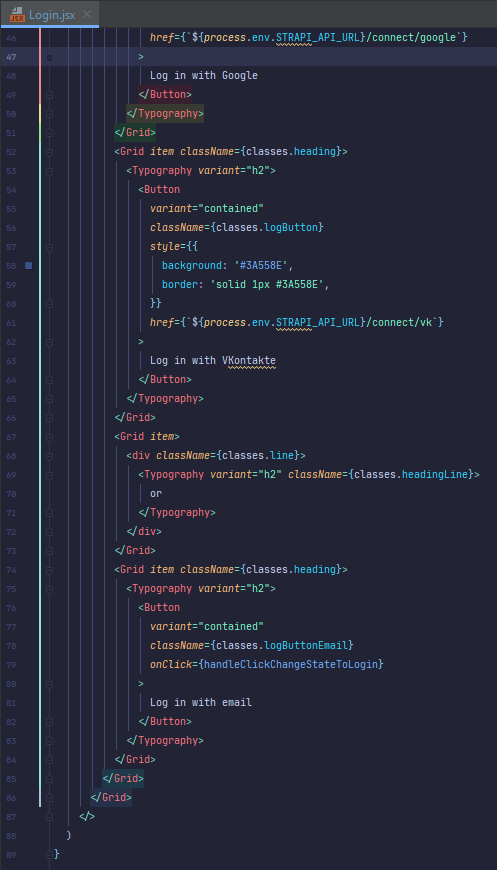 JSX Login.jsx
46 href={`${process.env.STRAPI_API_URL}/connect/google`}
47 >
48 Log in with Google
49 </Button>
50 </Typography>
51 </Grid>
52 <Grid item className={classes.heading}>
53 <Typography variant="h2">
54 <Button
55 variant="contained"
56 className={classes.logButton}
57 style={{
58 background: '#3A558E',
59 border: 'solid 1px #3A558E',
60 }}
61 href={`${process.env.STRAPI_API_URL}/connect/vk`}
62 >
63 Log in with VKontakte
64 </Button>
65 </Typography>
66 </Grid>
67 <Grid item>
68 <div className={classes.line}>
69 <Typography variant="h2" className={classes.headingLine}>
70 or
71 </Typography>
72 </div>
73 </Grid>
74 <Grid item className={classes.heading}>
75 <Typography variant="h2">
76 <Button
77 variant="contained"
78 className={classes.logButtonEmail}
79 onClick={handleClickChangeStateToLogin}
80 >
81 Log in with email
82 </Button>
83 </Typography>
84 </Grid>
85 </Grid>
86 </Grid>
87 </>
88 )
89 }